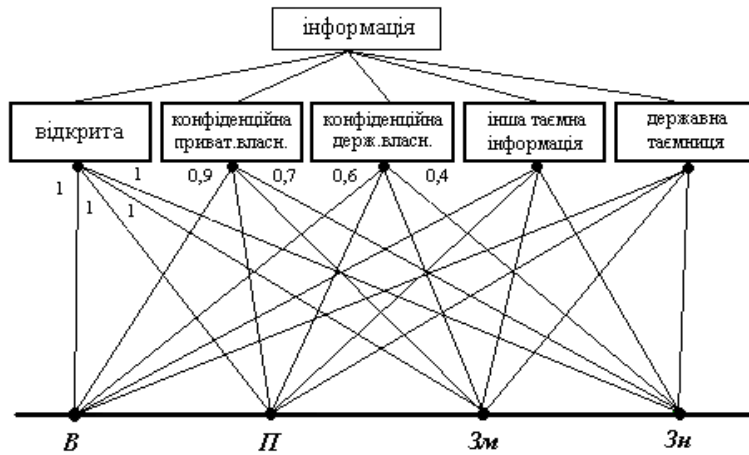 інформація
відкрита
конфіденційна
приват.власн.
конфіденційна
держ.власн.
інша таємна
інформація
державна
таємниця
1
1
0,9
0,7
0,6
0,4
1
1
В
П
Зм
Зн